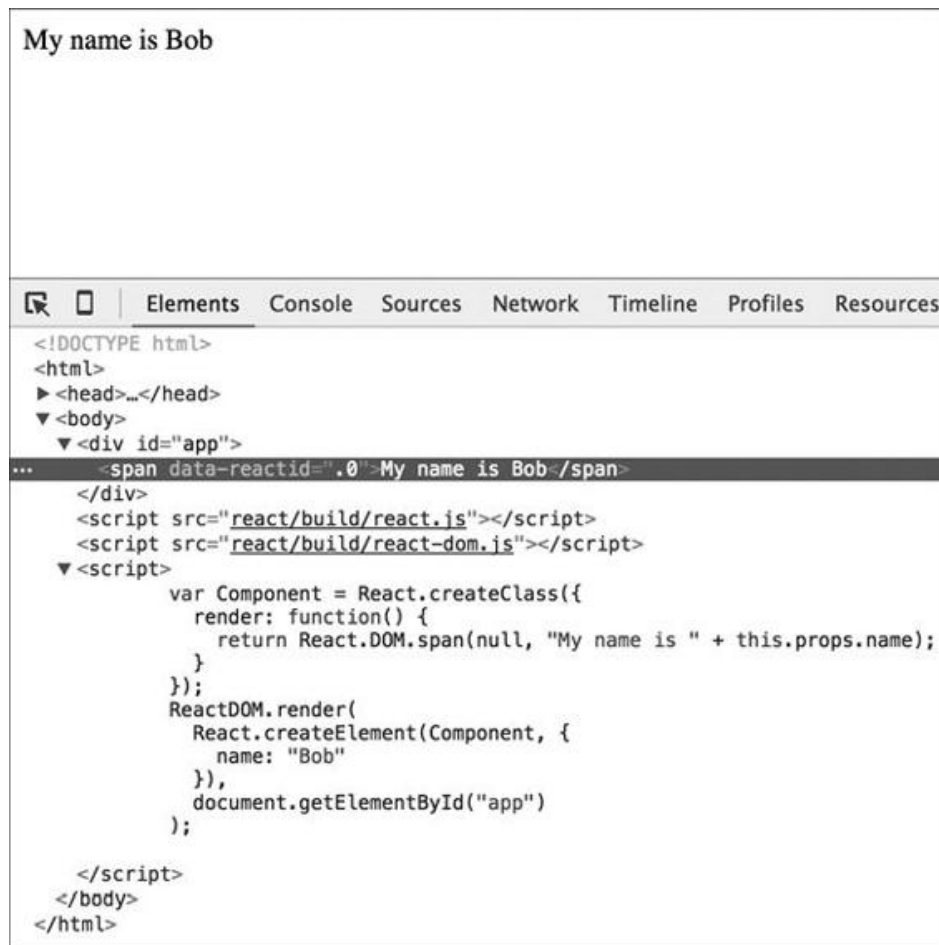 My name is Bob
Elements Console Sources Network Timeline Profiles Resources
<!DOCTYPE html>
<html>
▶ <head>…</head>
▼ <body>
▼ <div id="app">
... <span data-reactid=".0">My name is Bob</span>
</div>
<script src="react/build/react.js"></script>
<script src="react/build/react-dom.js"></script>
▼ <script>
var Component = React.createClass({
render: function() {
return React.DOM.span(null, "My name is " + this.props.name);
}
});
ReactDOM.render(
React.createElement(Component, {
name: "Bob"
}),
document.getElementById("app")
);
</script>
</body>
</html>